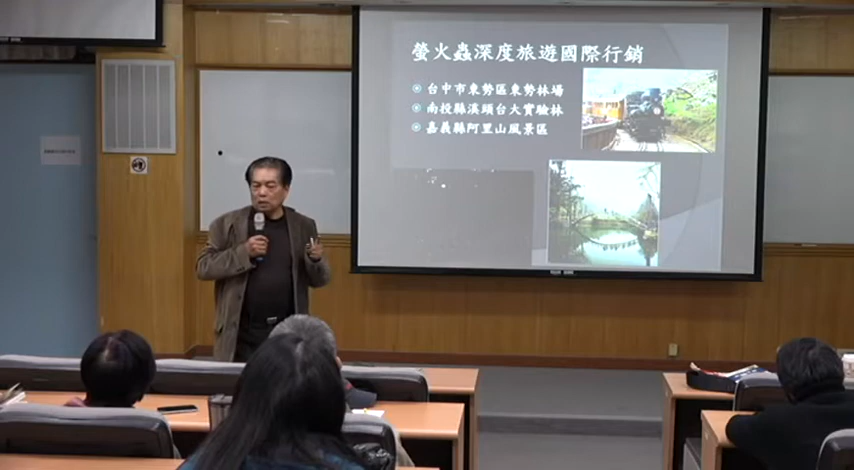 螢火蟲深度旅遊國際行銷
台中市東勢區東勢林場
南投縣溪頭台大實驗林
嘉義縣阿里山風景區